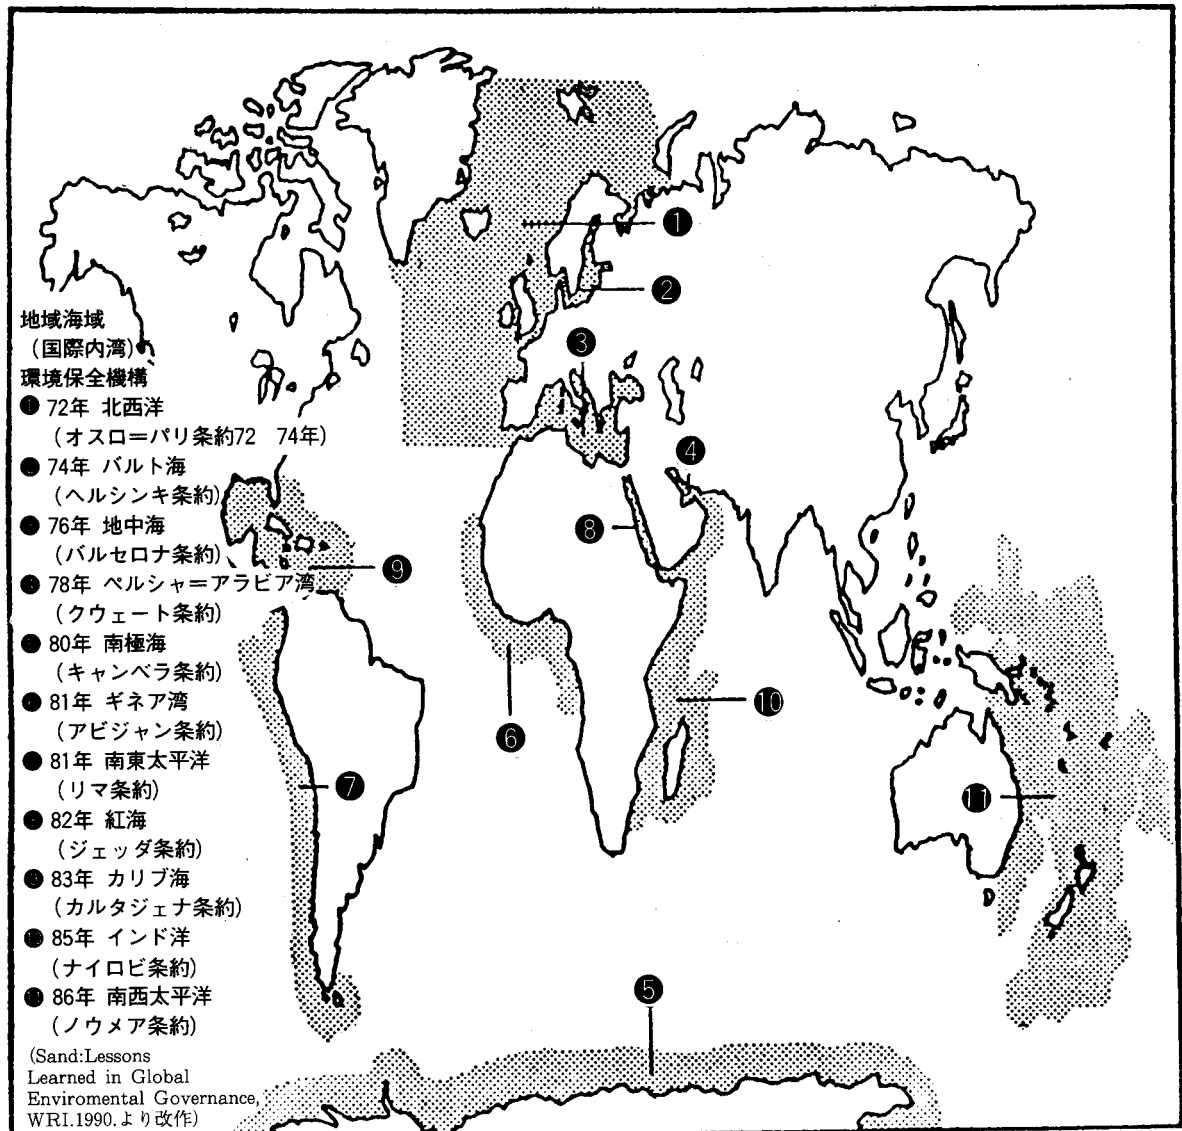 地域海域
（国際内湾）
環境保全機構
72年 北西洋
（オスロ＝パリ条約72 74年）
74年 バルト海
（ヘルシンキ条約）
76年 地中海
（バルセロナ条約）
78年 ペルシャ＝アラビア湾
（クウェート条約）
80年 南極海
（キャンベラ条約）
81年 ギネア湾
（アビジャン条約）
81年 南東太平洋
（リマ条約）
82年 紅海
（ジェッダ条約）
83年 カリブ海
（カルタジェナ条約）
85年 インド洋
（ナイロビ条約）
86年 南西太平洋
（ノウメア条約）
(Sand:Lessons
Learned in Global
Enviromental Governance,
WRI.1990.より改作)
1
2
3
4
8
9
10
6
7
11
5